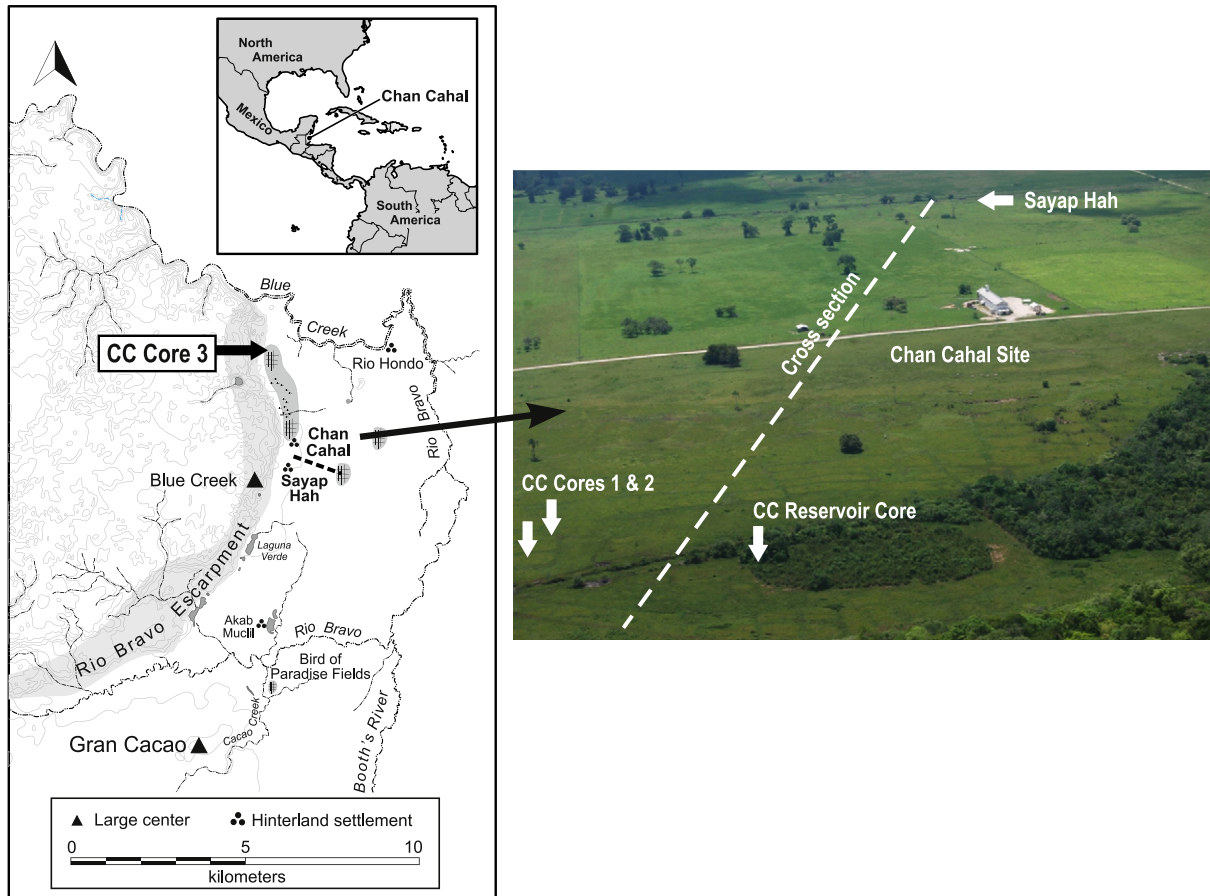 North
America
Chan Cahal
Mexico
South
America
Blue
Creek
CC Core 3
Rio Hondo
Rio Bravo
Chan
Cahal
Blue Creek
Sayap
Hah
Laguna
Verde
Rio Bravo Escarpment
Akab
Muclil
Rio Bravo
Bird of
Paradise Fields
Cacao Creek
Booth's River
Gran Cacao
Large center
Hinterland settlement
0 5 10
kilometers
Sayap Hah
Cross section
Chan Cahal Site
CC Cores 1 & 2
CC Reservoir Core